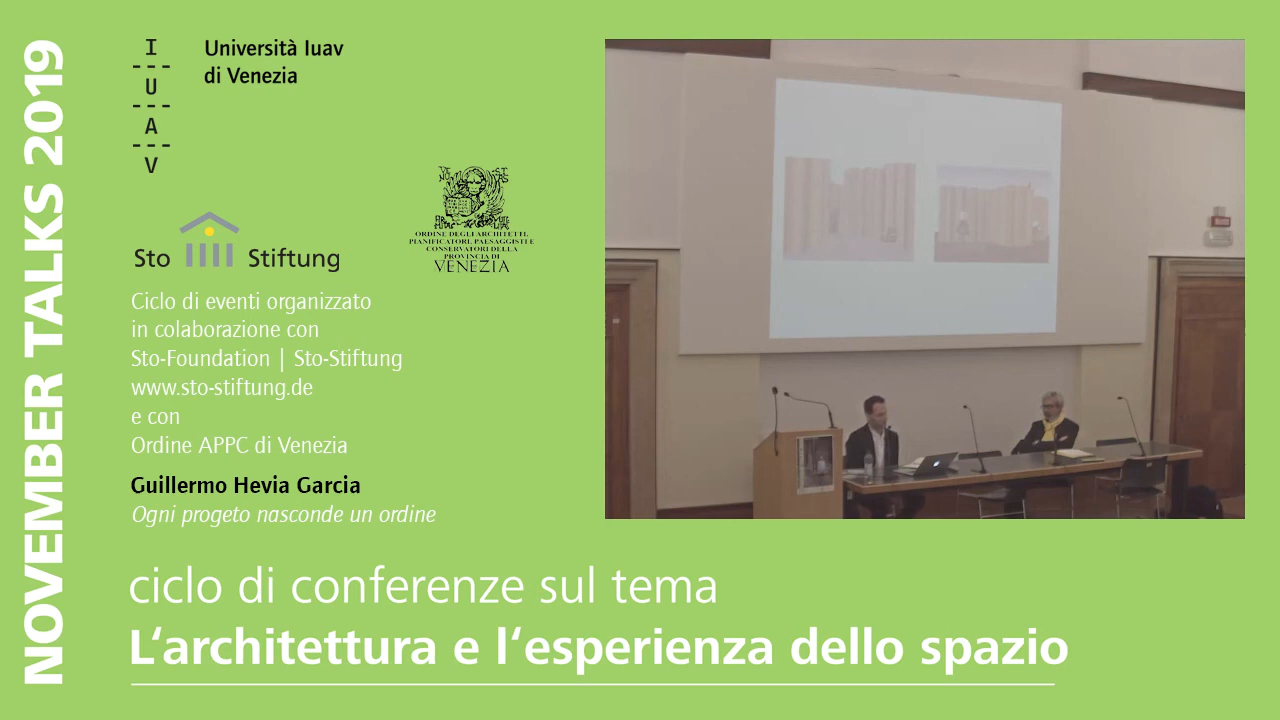 NOVEMBER TALKS 2019
I
U
A
V
Università Iuav
di Venezia
Sto Stiftung
ORDINE DEGLI ARCHITETTI,
PIANIFICATORI, PAESAGGISTI E
CONSERVATORI DELLA
PROVINCIA DI
VENEZIA
Ciclo di eventi organizzato
in colaborazione con
Sto-Foundation | Sto-Stiftung
www.sto-stiftung.de
e con
Ordine APPC di Venezia
Guillermo Hevia Garcia
Ogni progeto nasconde un ordine
ciclo di conferenze sul tema
L‘architettura e l‘esperienza dello spazio